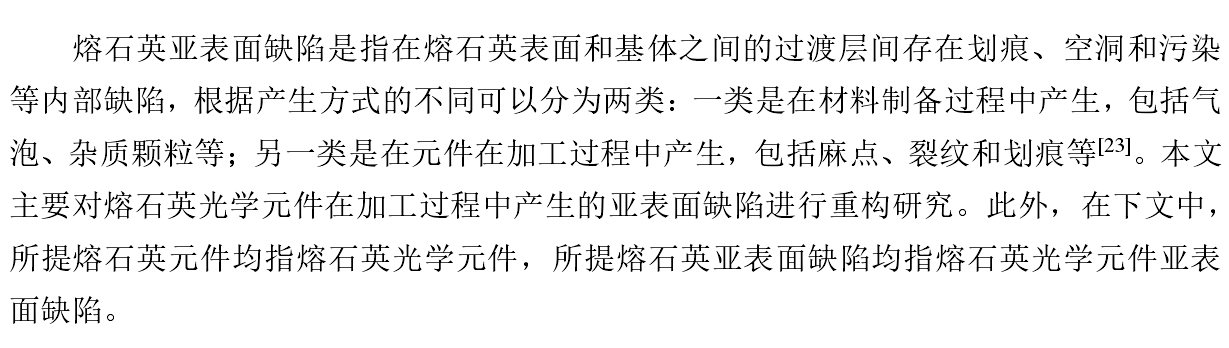 熔石英亚表面缺陷是指在熔石英表面和基体之间的过渡层间存在划痕、空洞和污染
等内部缺陷，根据产生方式的不同可以分为两类：一类是在材料制备过程中产生，包括气
泡、杂质颗粒等；另一类是在元件在加工过程中产生，包括麻点、裂纹和划痕等[23]。本文
主要对熔石英光学元件在加工过程中产生的亚表面缺陷进行重构研究。此外，在下文中，
所提熔石英元件均指熔石英光学元件，所提熔石英亚表面缺陷均指熔石英光学元件亚表
面缺陷。